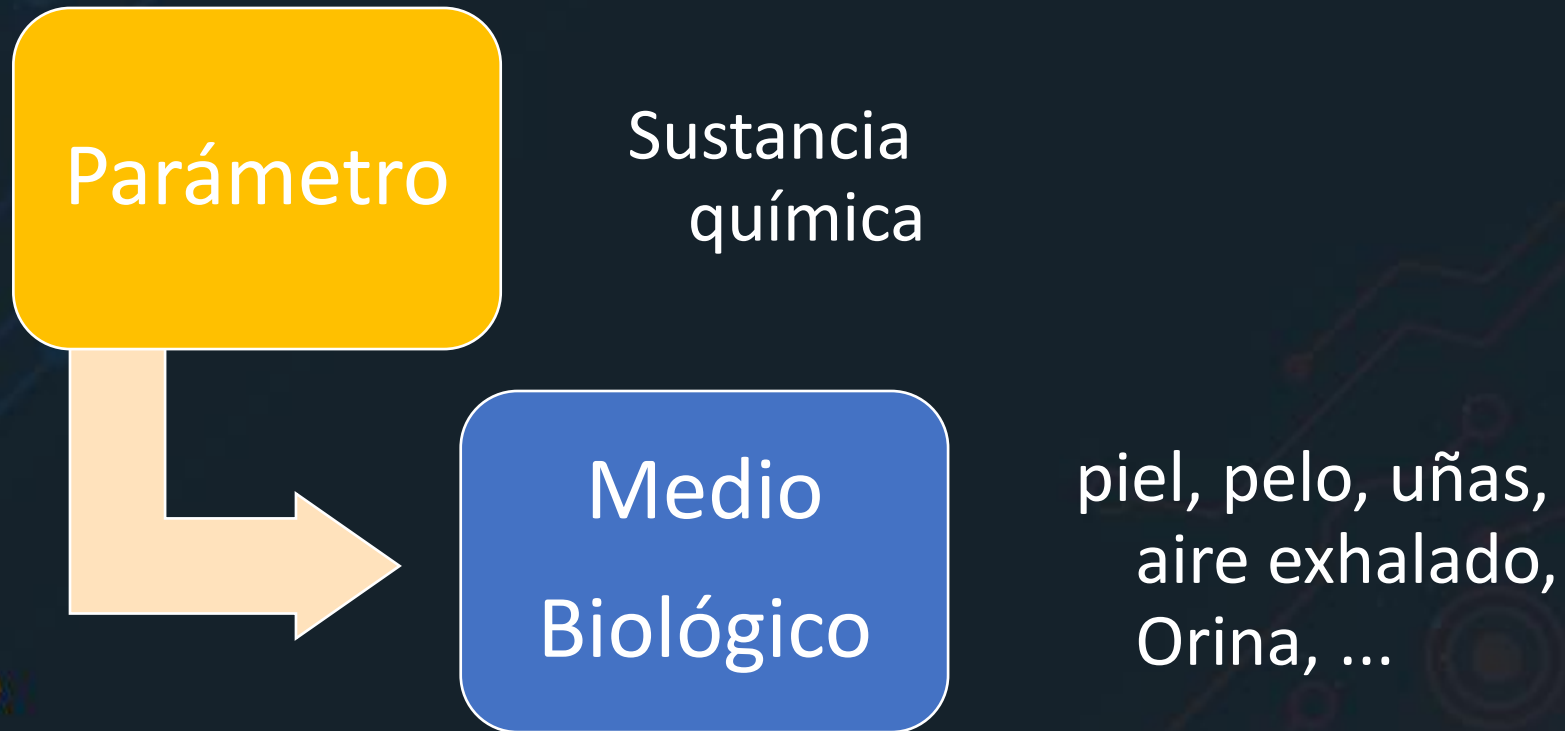 Parámetro
Sustancia
química
Medio
Biológico
piel, pelo, uñas,
aire exhalado,
Orina, ...